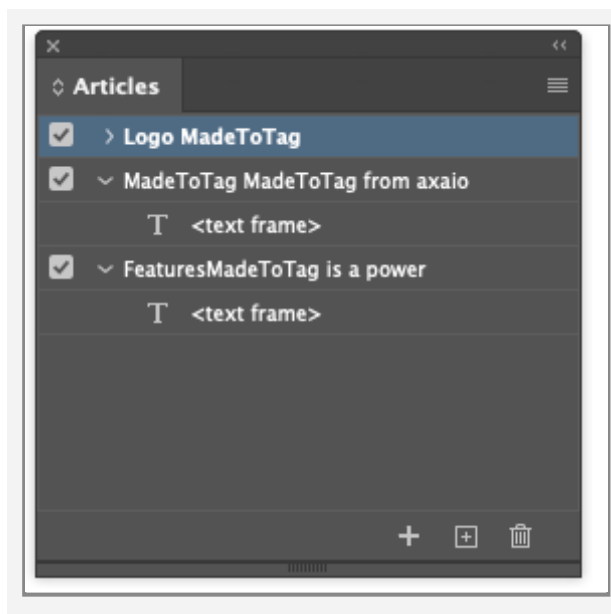 Articles
Logo MadeToTag
MadeToTag MadeToTag from axaio
T <text frame>
FeaturesMadeToTag is a power
T <text frame>